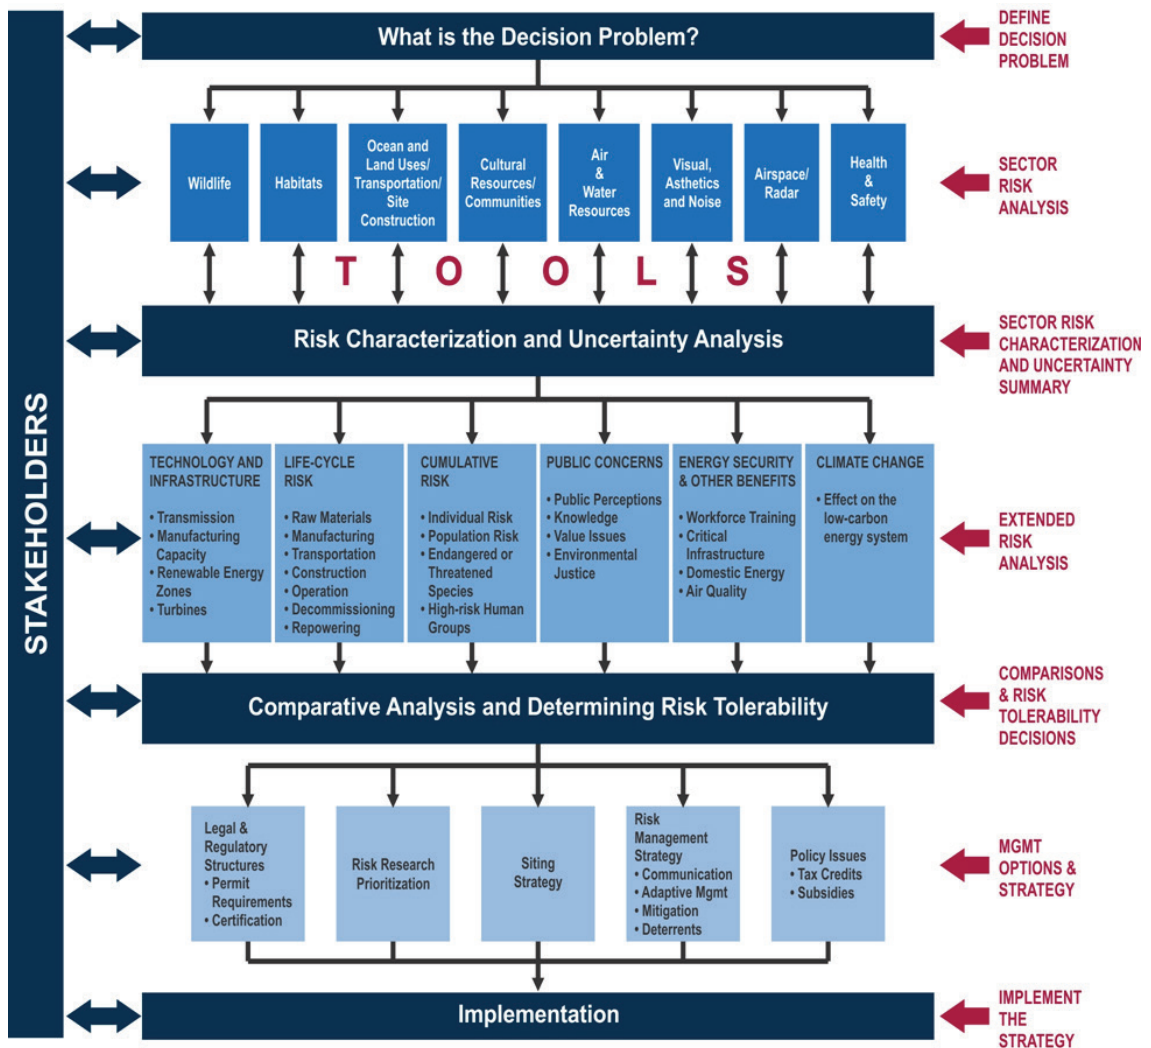 STAKEHOLDERS
What is the Decision Problem?
DEFINE
DECISION
PROBLEM
Wildlife
Habitats
Ocean and
Land Uses/
Transportation/
Site
Construction
Cultural
Resources/
Communities
Air
&
Water
Resources
Visual,
Asthetics
and Noise
Airspace/
Radar
Health
&
Safety
SECTOR
RISK
ANALYSIS
T O O L S
Risk Characterization and Uncertainty Analysis
SECTOR RISK
CHARACTERIZATION
AND UNCERTAINTY
SUMMARY
TECHNOLOGY AND
INFRASTRUCTURE
• Transmission
• Manufacturing
Capacity
• Renewable Energy
Zones
• Turbines
LIFE-CYCLE
RISK
• Raw Materials
• Manufacturing
• Transportation
• Construction
• Operation
• Decommissioning
• Repowering
CUMULATIVE
RISK
• Individual Risk
• Population Risk
• Endangered or
Threatened
Species
• High-risk Human
Groups
PUBLIC CONCERNS
• Public Perceptions
• Knowledge
• Value Issues
• Environmental
Justice
ENERGY SECURITY
& OTHER BENEFITS
• Workforce Training
• Critical
Infrastructure
• Domestic Energy
• Air Quality
CLIMATE CHANGE
• Effect on the
low-carbon
energy system
EXTENDED
RISK
ANALYSIS
Comparative Analysis and Determining Risk Tolerability
COMPARISONS
& RISK
TOLERABILITY
DECISIONS
Legal &
Regulatory
Structures
• Permit
Requirements
• Certification
Risk Research
Prioritization
Siting
Strategy
Risk
Management
Strategy
• Communication
• Adaptive Mgmt
• Mitigation
• Deterrents
Policy Issues
• Tax Credits
• Subsidies
MGMT
OPTIONS &
STRATEGY
Implementation
IMPLEMENT
THE
STRATEGY